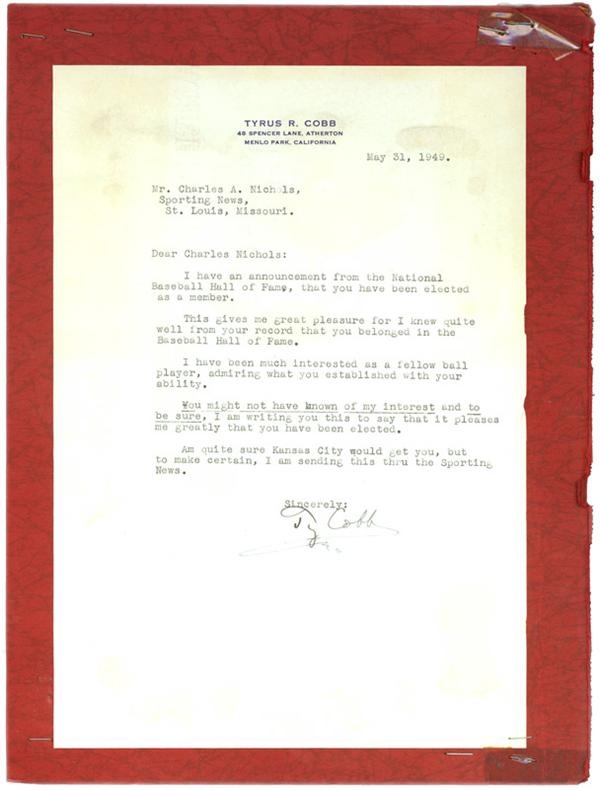 TYRUS R. COBB
48 SPENCER LANE, ATHERTON
MENLO PARK, CALIFORNIA
May 31, 1949.
Mr. Charles A. Nichols,
Sporting News,
St. Louis, Missouri.
Dear Charles Nichols:
I have an announcement from the National
Baseball Hall of Fame, that you have been elected
as a member.
This gives me great pleasure for I knew quite
well from your record that you belonged in the
Baseball Hall of Fame.
I have been much interested as a fellow ball
player, admiring what you established with your
ability.
You might not have known of my interest and to
be sure, I am writing you this to say that it pleases
me greatly that you have been elected.
Am quite sure Kansas City would get you, but
to make certain, I am sending this thru the Sporting
News.
Sincerely:
Ty Cobb